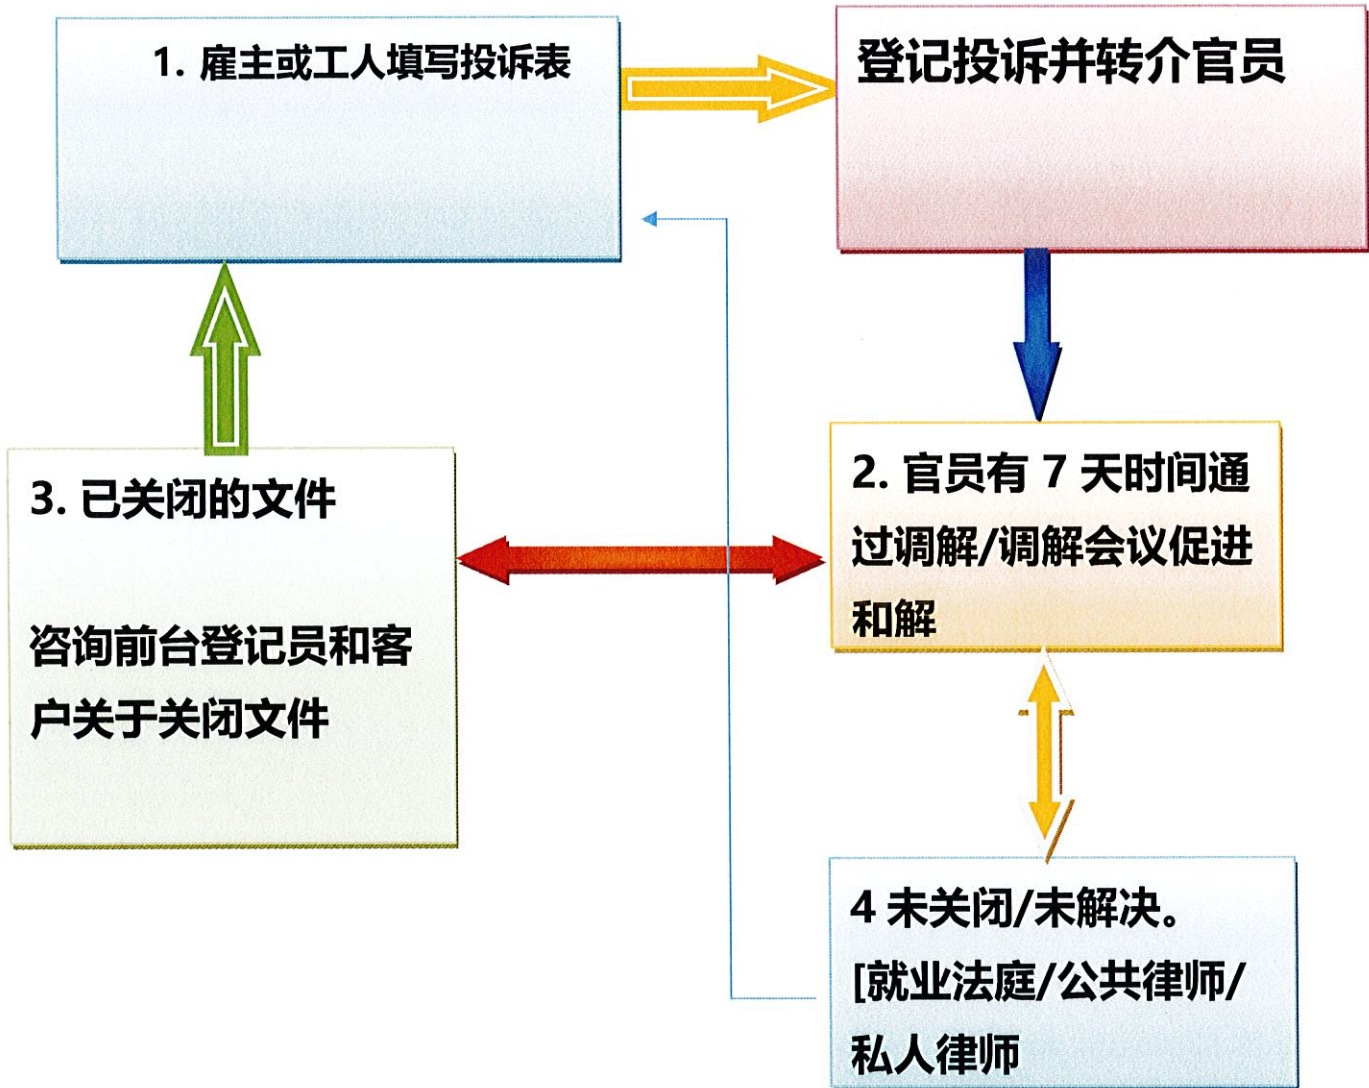 1. 雇主或工人填写投诉表
登记投诉并转介官员
2. 官员有 7 天时间通
过调解/调解会议促进
和解
3. 已关闭的文件
咨询前台登记员和客
户关于关闭文件
4 未关闭/未解决。
[就业法庭/公共律师/
私人律师